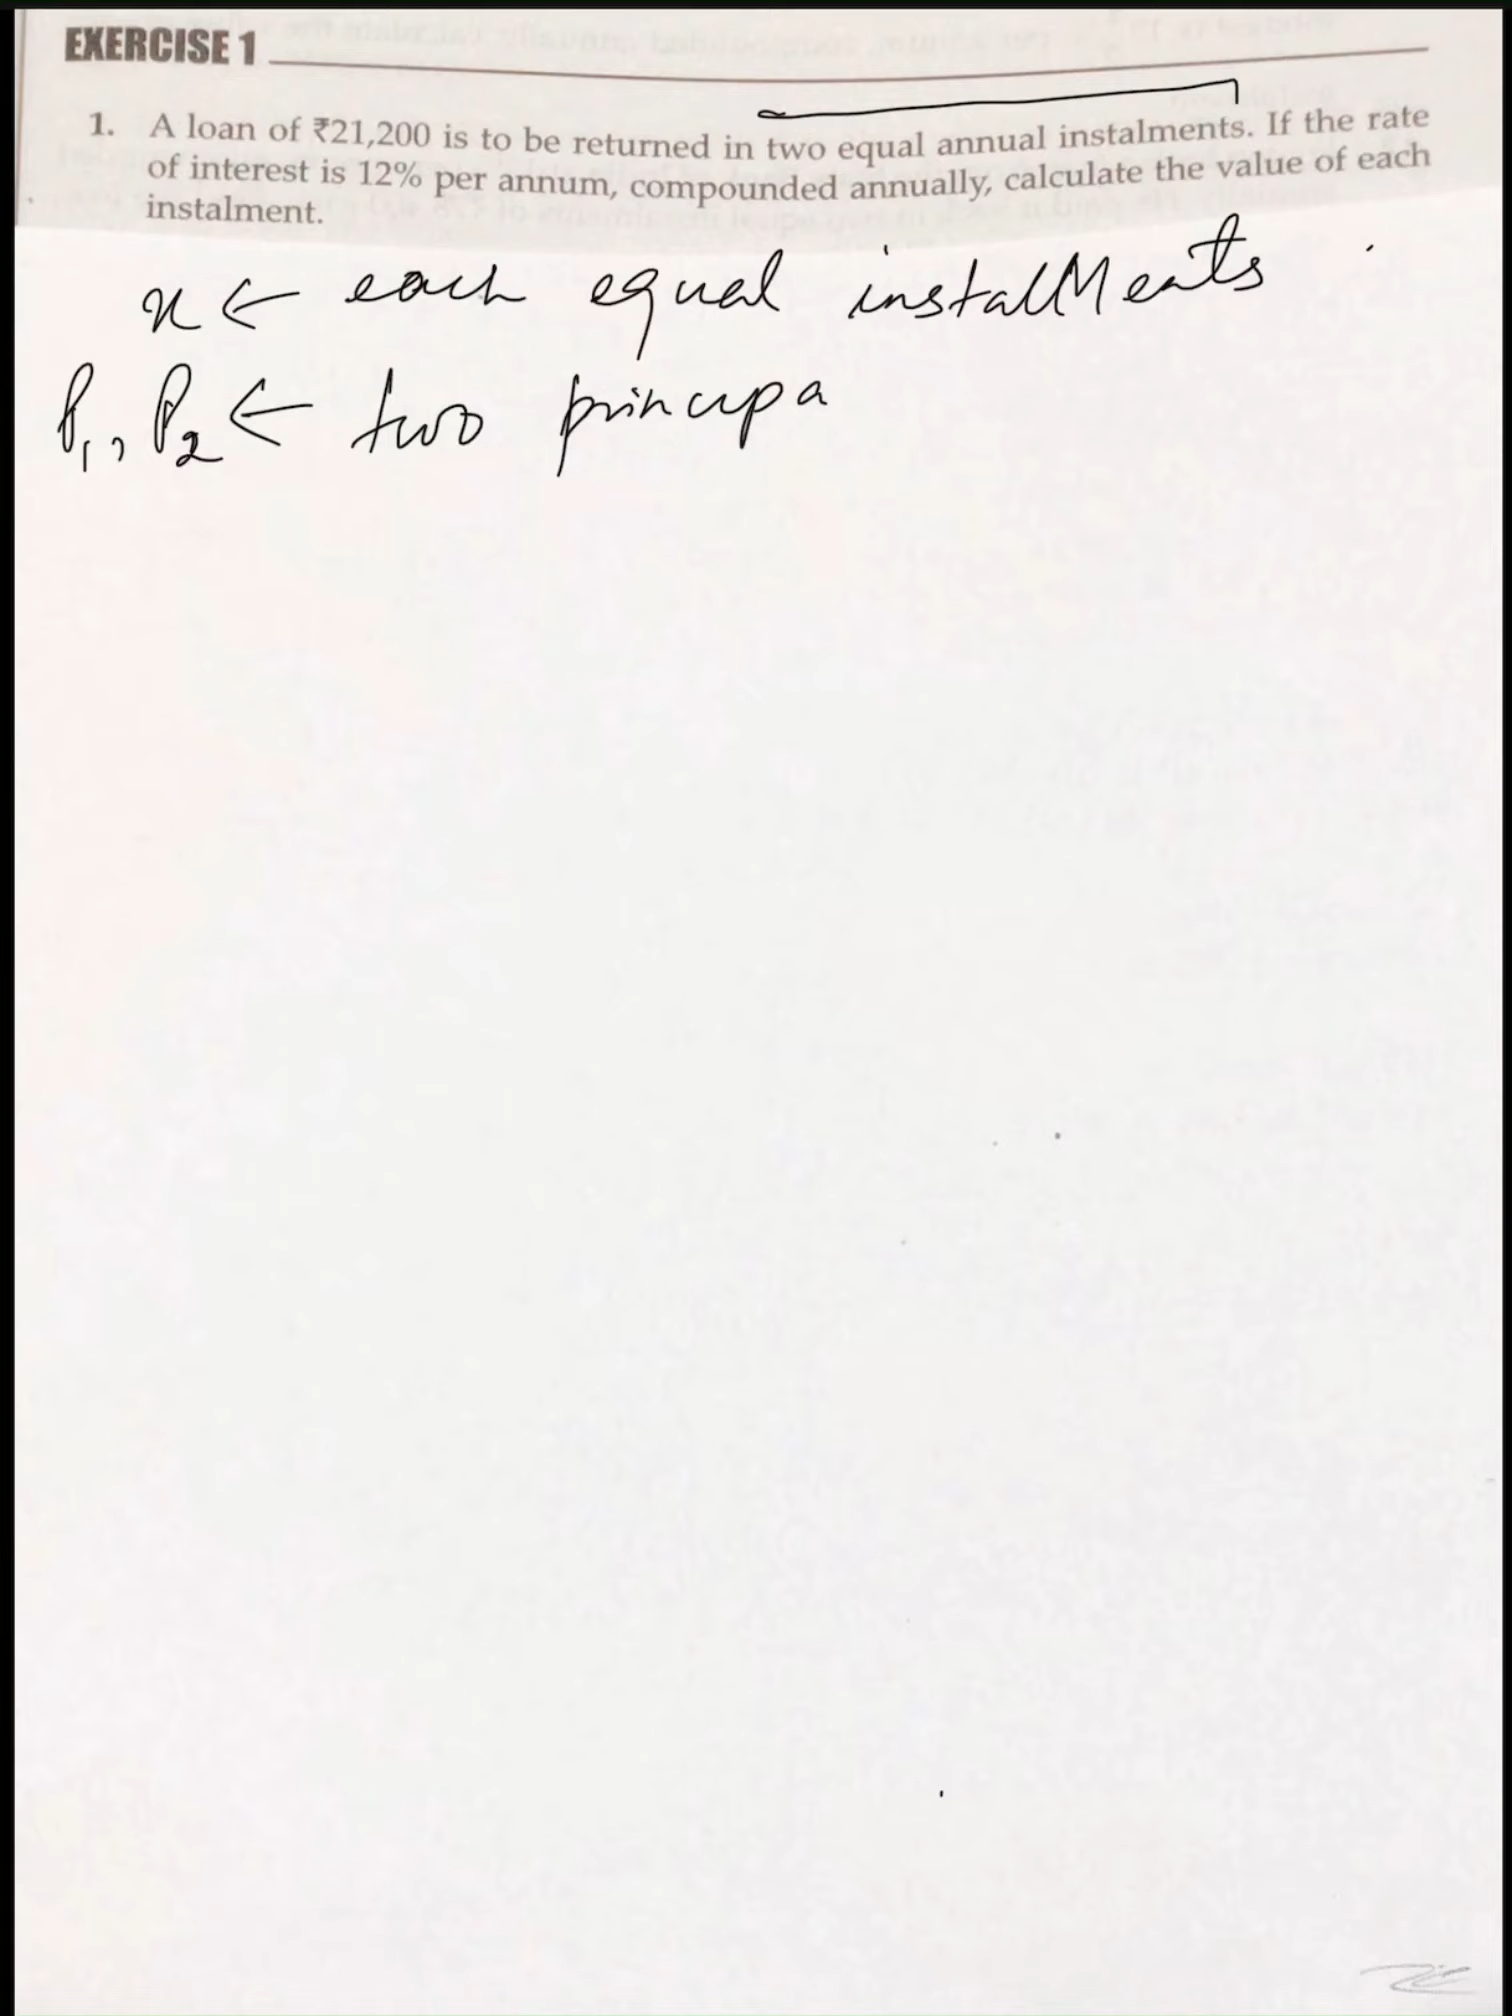 EXERCISE 1
1. A loan of ₹21,200 is to be returned in two equal annual instalments. If the rate
of interest is 12% per annum, compounded annually, calculate the value of each
instalment.
x ← each equal installments
P₁, P₂ ← two principa